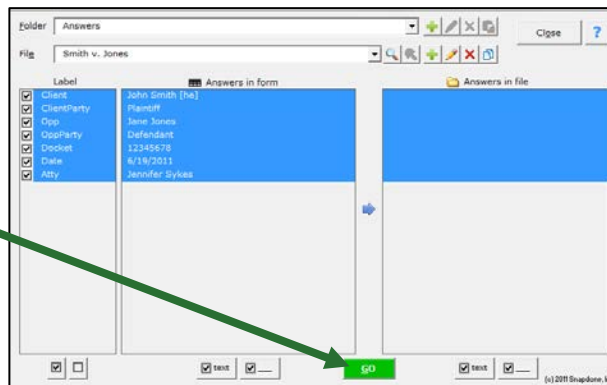 Folder Answers Close ?
File Smith v. Jones
Label Answers in form Answers in file
Client John Smith [he]
ClientParty Plaintiff
Opp Jane Jones
OppParty Defendant
Docket 12345678
Date 6/19/2011
Atty Jennifer Sykes
text GO text
(c) 2011 Snapdone,